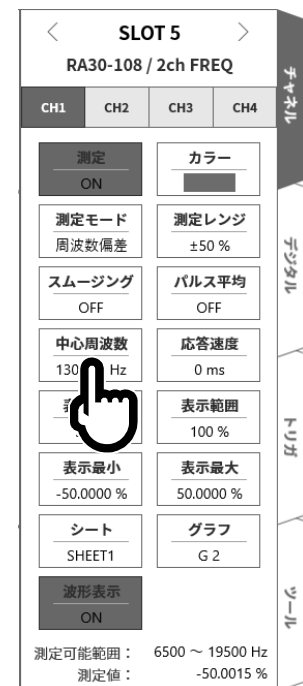 SLOT 5
RA30-108 / 2ch FREQ
CH1 CH2 CH3 CH4
測定 カラー
ON
測定モード 測定レンジ
周波数偏差 ±50 %
スムージング パルス平均
OFF OFF
中心周波数 応答速度
Hz 0 ms
表示範囲
100 %
表示最小 表示最大
-50.0000 % 50.0000 %
シート グラフ
SHEET1 G 2
波形表示
ON
測定可能範囲： 6500 ～ 19500 Hz
測定値： -50.0015 %
チャネル
デジタル
トリガ
ツール